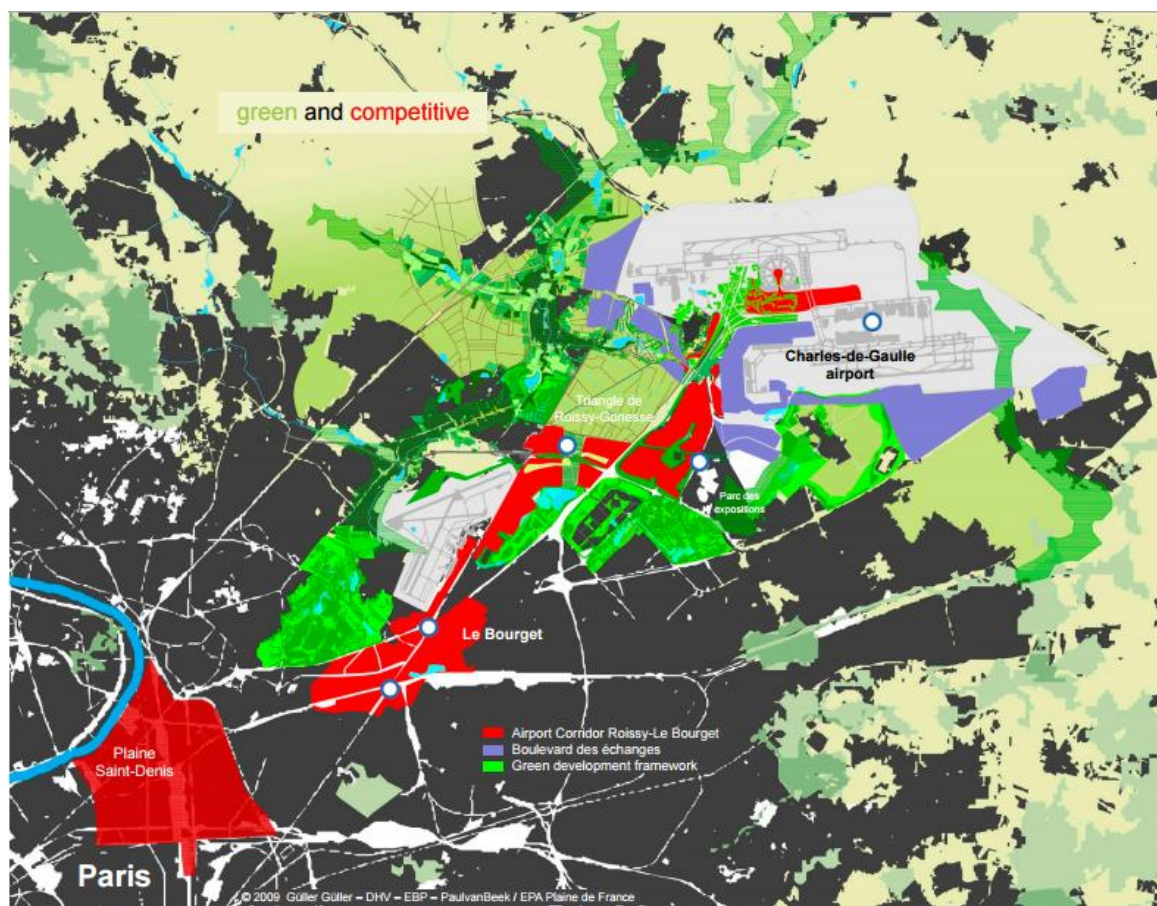 green and competitive
Charles-de-Gaulle
airport
Triangle de
Roissy-Gonesse
Parc des
expositions
Le Bourget
Airport Corridor Roissy-Le Bourget
Boulevard des échanges
Green development framework
Plaine
Saint-Denis
Paris
© 2009 Güller Güller – DHV – EBP – PaulvanBeek / EPA Plaine de France